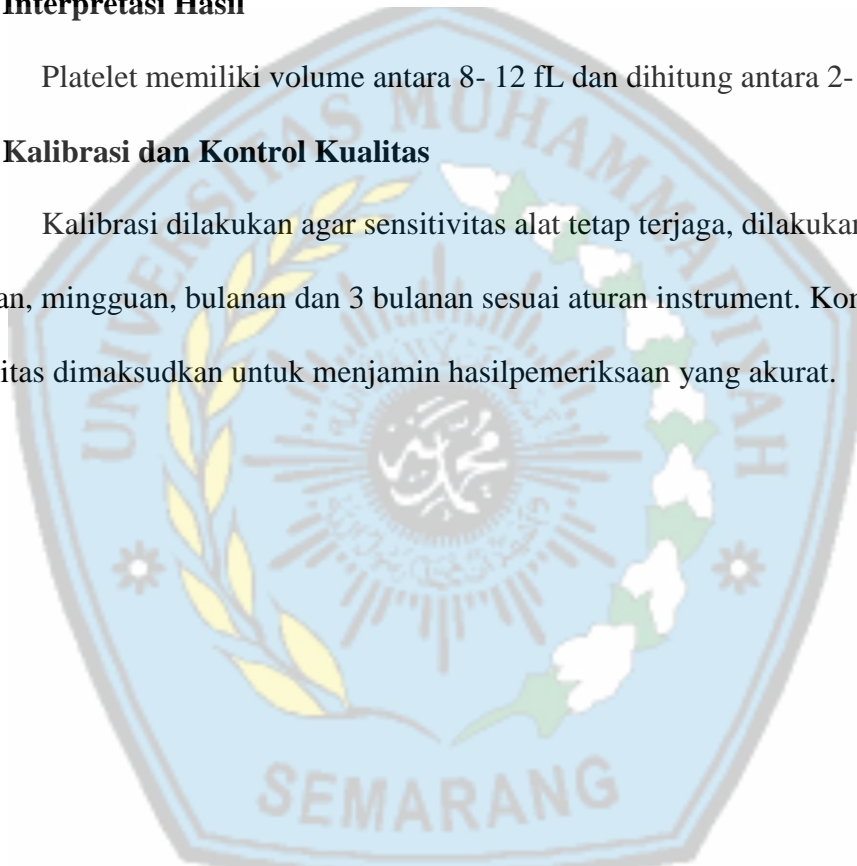 Interpretasi Hasil
Platelet memiliki volume antara 8- 12 fL dan dihitung antara 2-
Kalibrasi dan Kontrol Kualitas
Kalibrasi dilakukan agar sensitivitas alat tetap terjaga, dilakukan
an, mingguan, bulanan dan 3 bulanan sesuai aturan instrument. Kon
itas dimaksudkan untuk menjamin hasilpemeriksaan yang akurat.
UNIVERSITAS MUHAMMADIYAH
SEMARANG